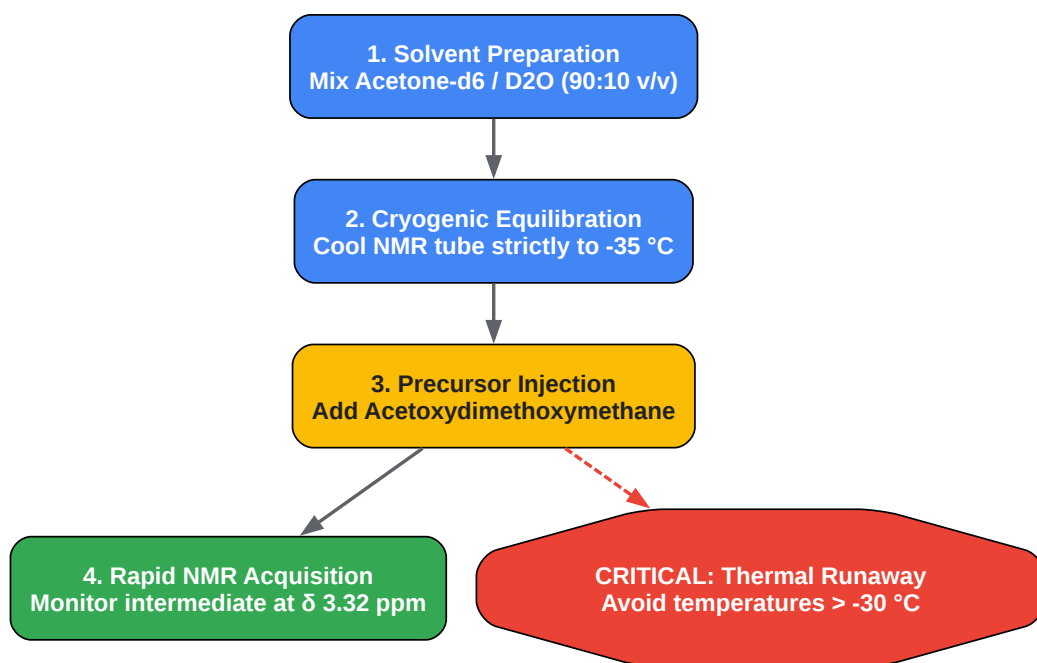 1. Solvent Preparation
Mix Acetone-d6 / D2O (90:10 v/v)
2. Cryogenic Equilibration
Cool NMR tube strictly to -35 °C
3. Precursor Injection
Add Acetoxydimethoxymethane
4. Rapid NMR Acquisition
Monitor intermediate at δ 3.32 ppm
CRITICAL: Thermal Runaway
Avoid temperatures > -30 °C